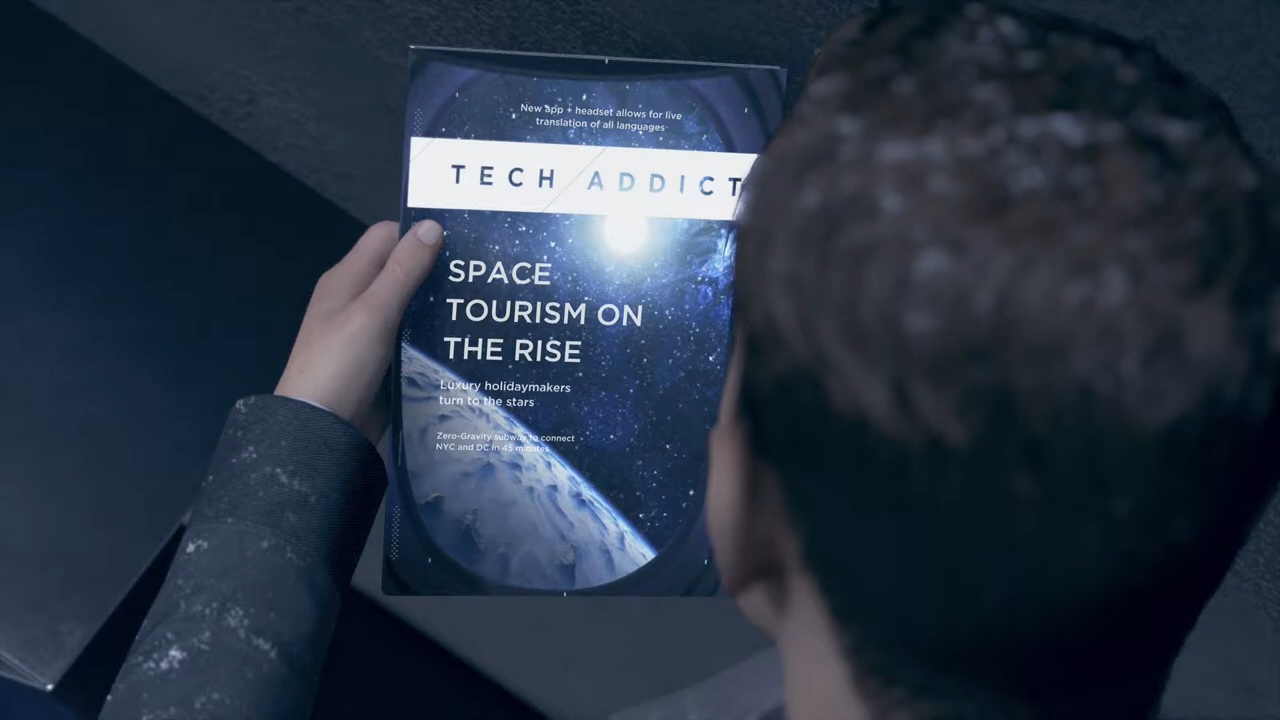 New app + headset allows for live
translation of all languages
TECH ADDICT
SPACE
TOURISM ON
THE RISE
Luxury holidaymakers
turn to the stars
Zero-Gravity subway to connect
NYC and DC in 45 minutes